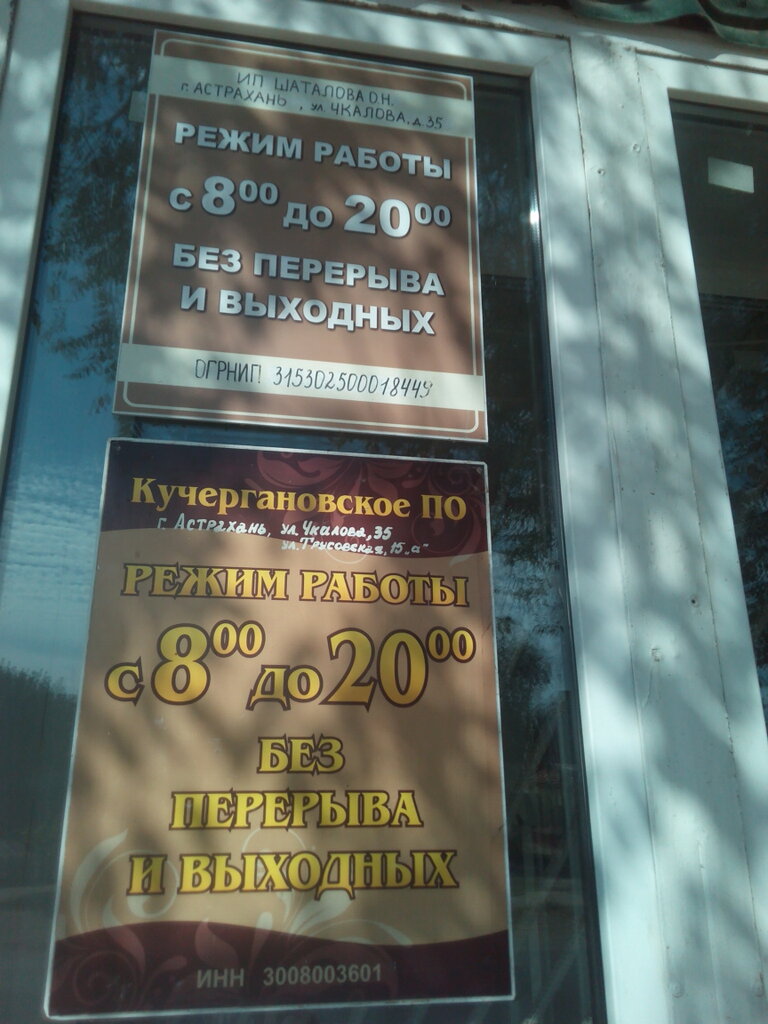 ИП ШАТАЛОВА О.Н.
г. АСТРАХАНЬ, ул. ЧКАЛОВА, д. 35
РЕЖИМ РАБОТЫ
с 8⁰⁰ до 20⁰⁰
БЕЗ ПЕРЕРЫВА
И ВЫХОДНЫХ
ОГРНИП 315302500018449
Кучергановское ПО
г. Астрахань, ул. Чкалова, 35
ул. Трусовская, 15 „а"
РЕЖИМ РАБОТЫ
с 8⁰⁰ до 20⁰⁰
БЕЗ
ПЕРЕРЫВА
И ВЫХОДНЫХ
ИНН 3008003601